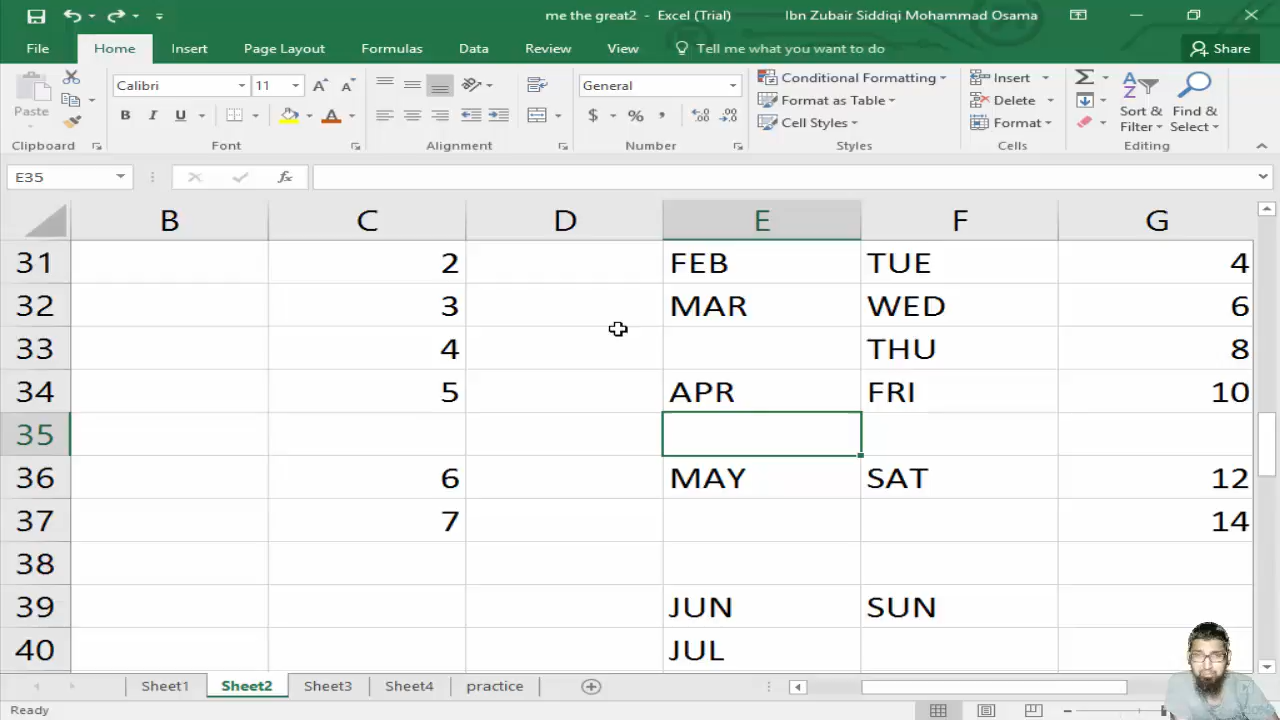 me the great2 - Excel (Trial) Ibn Zubair Siddiqi Mohammad Osama
File Home Insert Page Layout Formulas Data Review View Tell me what you want to do Share
Paste Calibri 11 General Conditional Formatting Format as Table Cell Styles Insert Delete Format Sort & Filter Find & Select
B I U $ % ,
Clipboard Font Alignment Number Styles Cells Editing
E35 fx
B C D E F G
31 2 FEB TUE 4
32 3 MAR WED 6
33 4 THU 8
34 5 APR FRI 10
35
36 6 MAY SAT 12
37 7 14
38
39 JUN SUN
40 JUL
Sheet1 Sheet2 Sheet3 Sheet4 practice
Ready